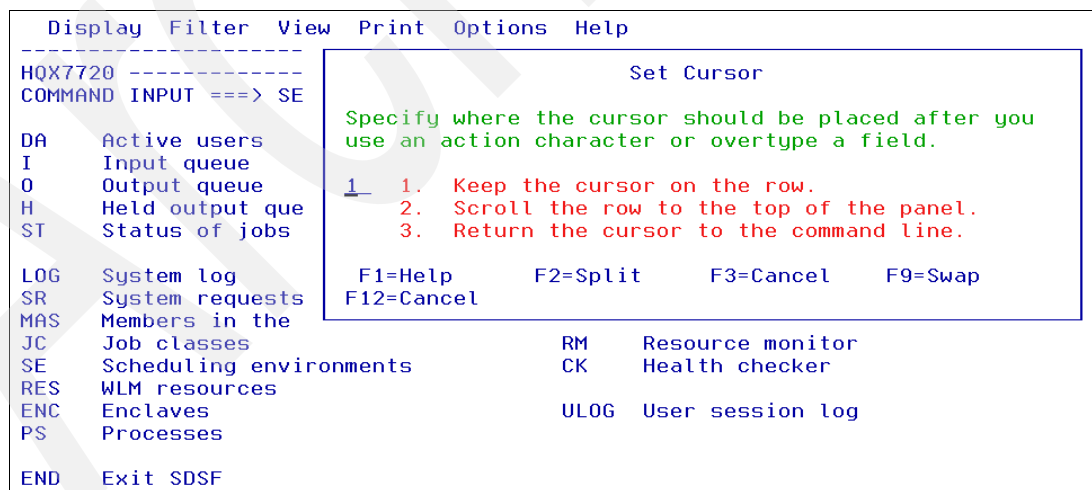 Display Filter View Print Options Help
--------------------
HQX7720 -------------
COMMAND INPUT ===> SE
DA Active users
I Input queue
O Output queue
H Held output que
ST Status of jobs
LOG System log
SR System requests
MAS Members in the
JC Job classes
SE Scheduling environments
RES WLM resources
ENC Enclaves
PS Processes
END Exit SDSF
Set Cursor
Specify where the cursor should be placed after you
use an action character or overtype a field.
1_ 1. Keep the cursor on the row.
2. Scroll the row to the top of the panel.
3. Return the cursor to the command line.
F1=Help F2=Split F3=Cancel F9=Swap
F12=Cancel
RM Resource monitor
CK Health checker
ULOG User session log